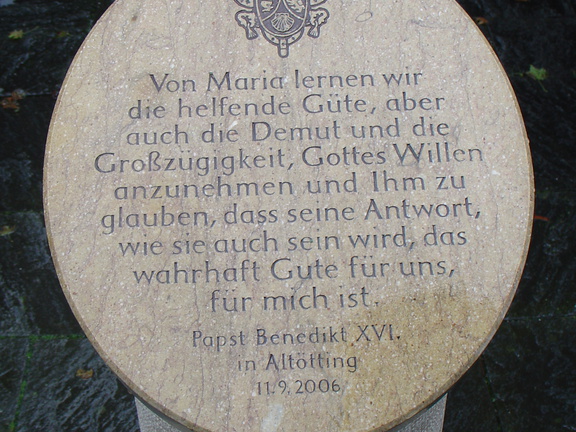 Von Maria lernen wir
die helfende Güte, aber
auch die Demut und die
Großzügigkeit, Gottes Willen
anzunehmen und Ihm zu
glauben, dass seine Antwort,
wie sie auch sein wird, das
wahrhaft Gute für uns,
für mich ist.
Papst Benedikt XVI.
in Altötting
11.9.2006